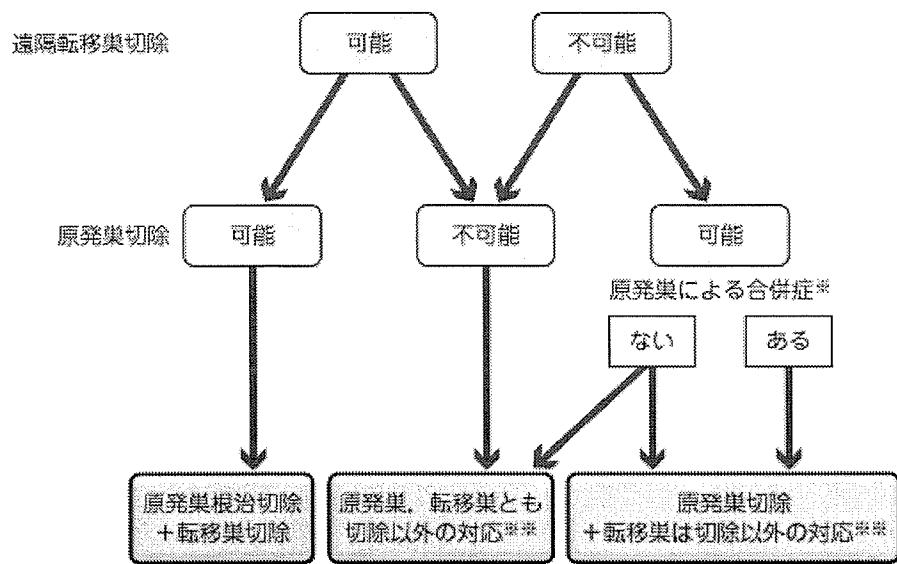 遠隔転移巣切除
可能
不可能
原発巣切除
可能
不可能
可能
原発巣による合併症※
ない
ある
原発巣根治切除
＋転移巣切除
原発巣，転移巣とも
切除以外の対応※※
原発巣切除
＋転移巣は切除以外の対応※※